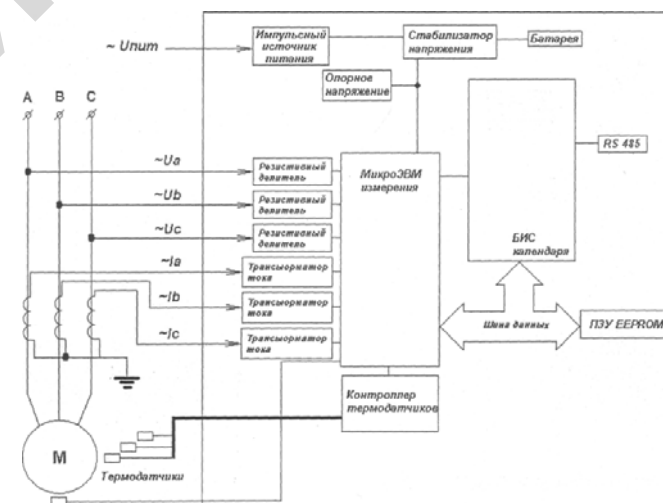 ~ Uпит
Импульсный
источник
питания
Стабилизатор
напряжения
Батарея
Опорное
напряжение
A B C
RS 485
~Ua
Резистивный
делитель
МикроЭВМ
измерения
~Ub
Резистивный
делитель
~Uc
Резистивный
делитель
БИС
календаря
~Ia
Трансформатор
тока
~Ib
Трансформатор
тока
Шина данных
ПЗУ EEPROM
~Ic
Трансформатор
тока
Контроллер
термодатчиков
M
Термодатчики